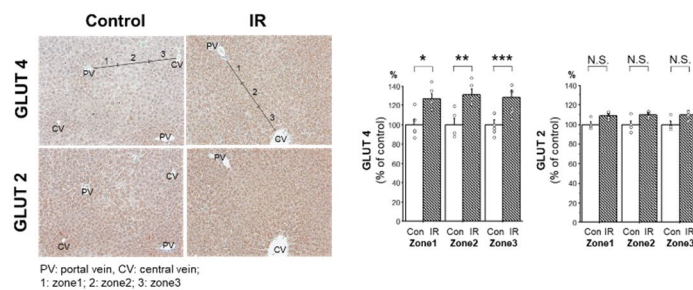 Control IR
GLUT 4
PV 1 2 3 CV
CV PV
PV 1 2 3 CV
GLUT 2
PV CV
CV PV
PV CV
PV: portal vein, CV: central vein;
1: zone1; 2: zone2; 3: zone3
* ** ***
%
140
120
100
80
60
40
20
0
GLUT 4
(% of control)
Con IR Con IR Con IR
Zone1 Zone2 Zone3
N.S. N.S. N.S.
%
140
120
100
80
60
40
20
0
GLUT 2
(% of control)
Con IR Con IR Con IR
Zone1 Zone2 Zone3